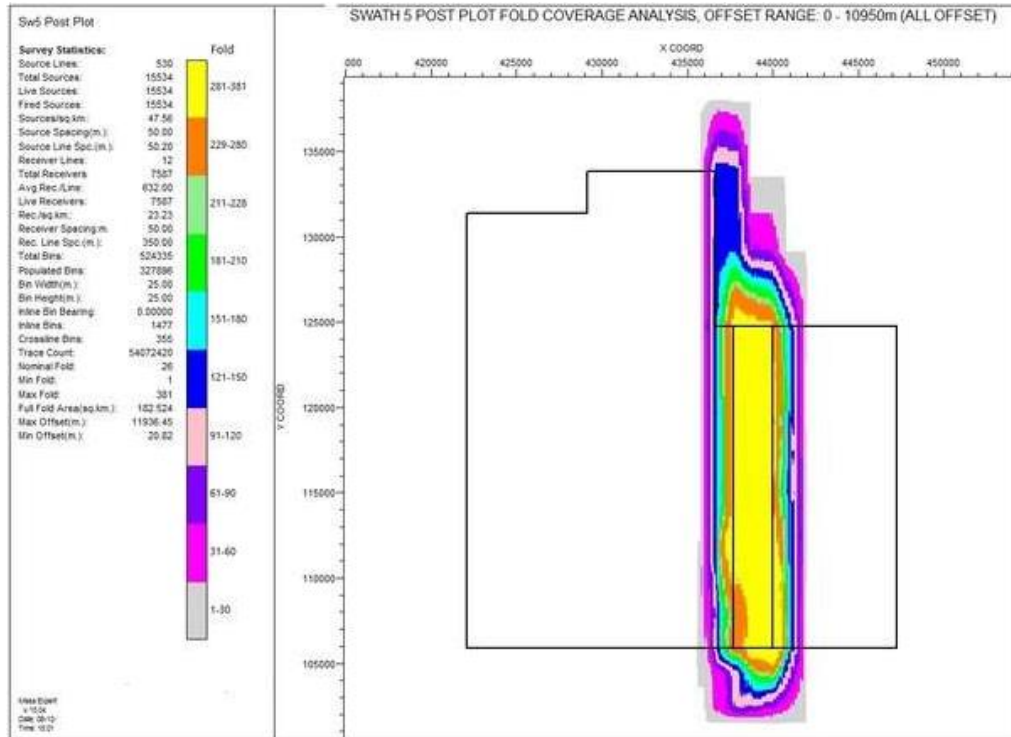 SWATH 5 POST PLOT FOLD COVERAGE ANALYSIS, OFFSET RANGE: 0 - 10950m (ALL OFFSET)
Sw5 Post Plot
Survey Statistics:
Source Lines: 530
Total Sources: 15534
Live Sources: 15534
Fired Sources: 15534
Sources/sq.km: 47.56
Source Spacing(m.): 50.00
Source Line Spc.(m.): 50.20
Receiver Lines: 12
Total Receivers 7587
Avg Rec./Line: 632.00
Live Receivers: 7587
Rec./sq.km.: 23.23
Receiver Spacing:m. 50.00
Rec. Line Spc.(m.): 350.00
Total Bins: 524335
Populated Bins: 327896
Bin Width(m.): 25.00
Bin Height(m.): 25.00
Inline Bin Bearing: 0.00000
Inline Bins: 1477
Crossline Bins: 355
Trace Count: 54072420
Nominal Fold: 26
Min Fold: 1
Max Fold: 381
Full Fold Area(sq.km.): 182.524
Max Offset(m.): 11936.45
Min Offset(m.): 20.82
Fold
281-381
229-280
211-228
181-210
151-180
121-150
91-120
61-90
31-60
1-30
X COORD
000 420000 425000 430000 435000 440000 445000 450000
Y COORD
135000
130000
125000
120000
115000
110000
105000
Mesa Expert
Time: 10:01